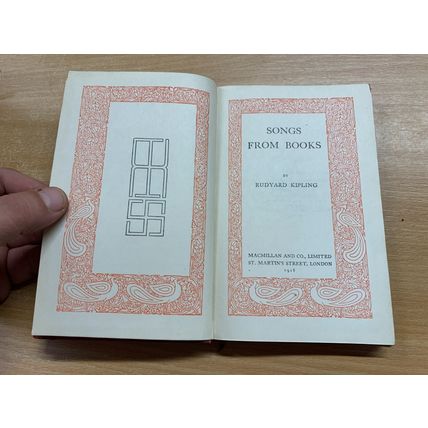 SONGS
FROM BOOKS
BY
RUDYARD KIPLING
MACMILLAN AND CO., LIMITED
ST. MARTIN'S STREET, LONDON